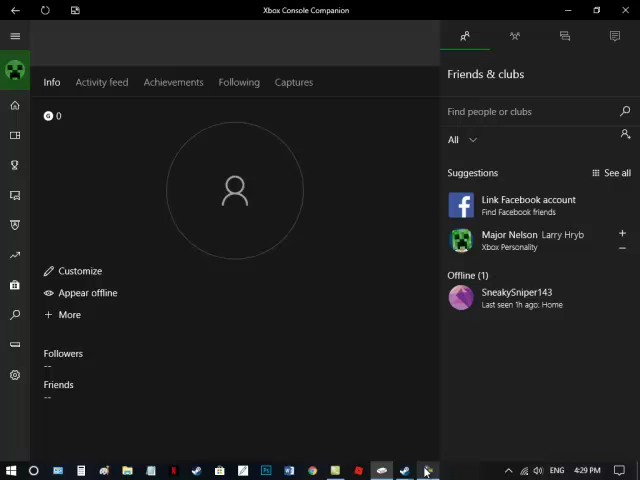 Xbox Console Companion
Info
Activity feed
Achievements
Following
Captures
G 0
Customize
Appear offline
More
Followers
--
Friends
--
Friends & clubs
Find people or clubs
All
Suggestions
See all
Link Facebook account
Find Facebook friends
Major Nelson Larry Hryb
Xbox Personality
Offline (1)
SneakySniper143
Last seen 1h ago: Home
ENG
4:29 PM